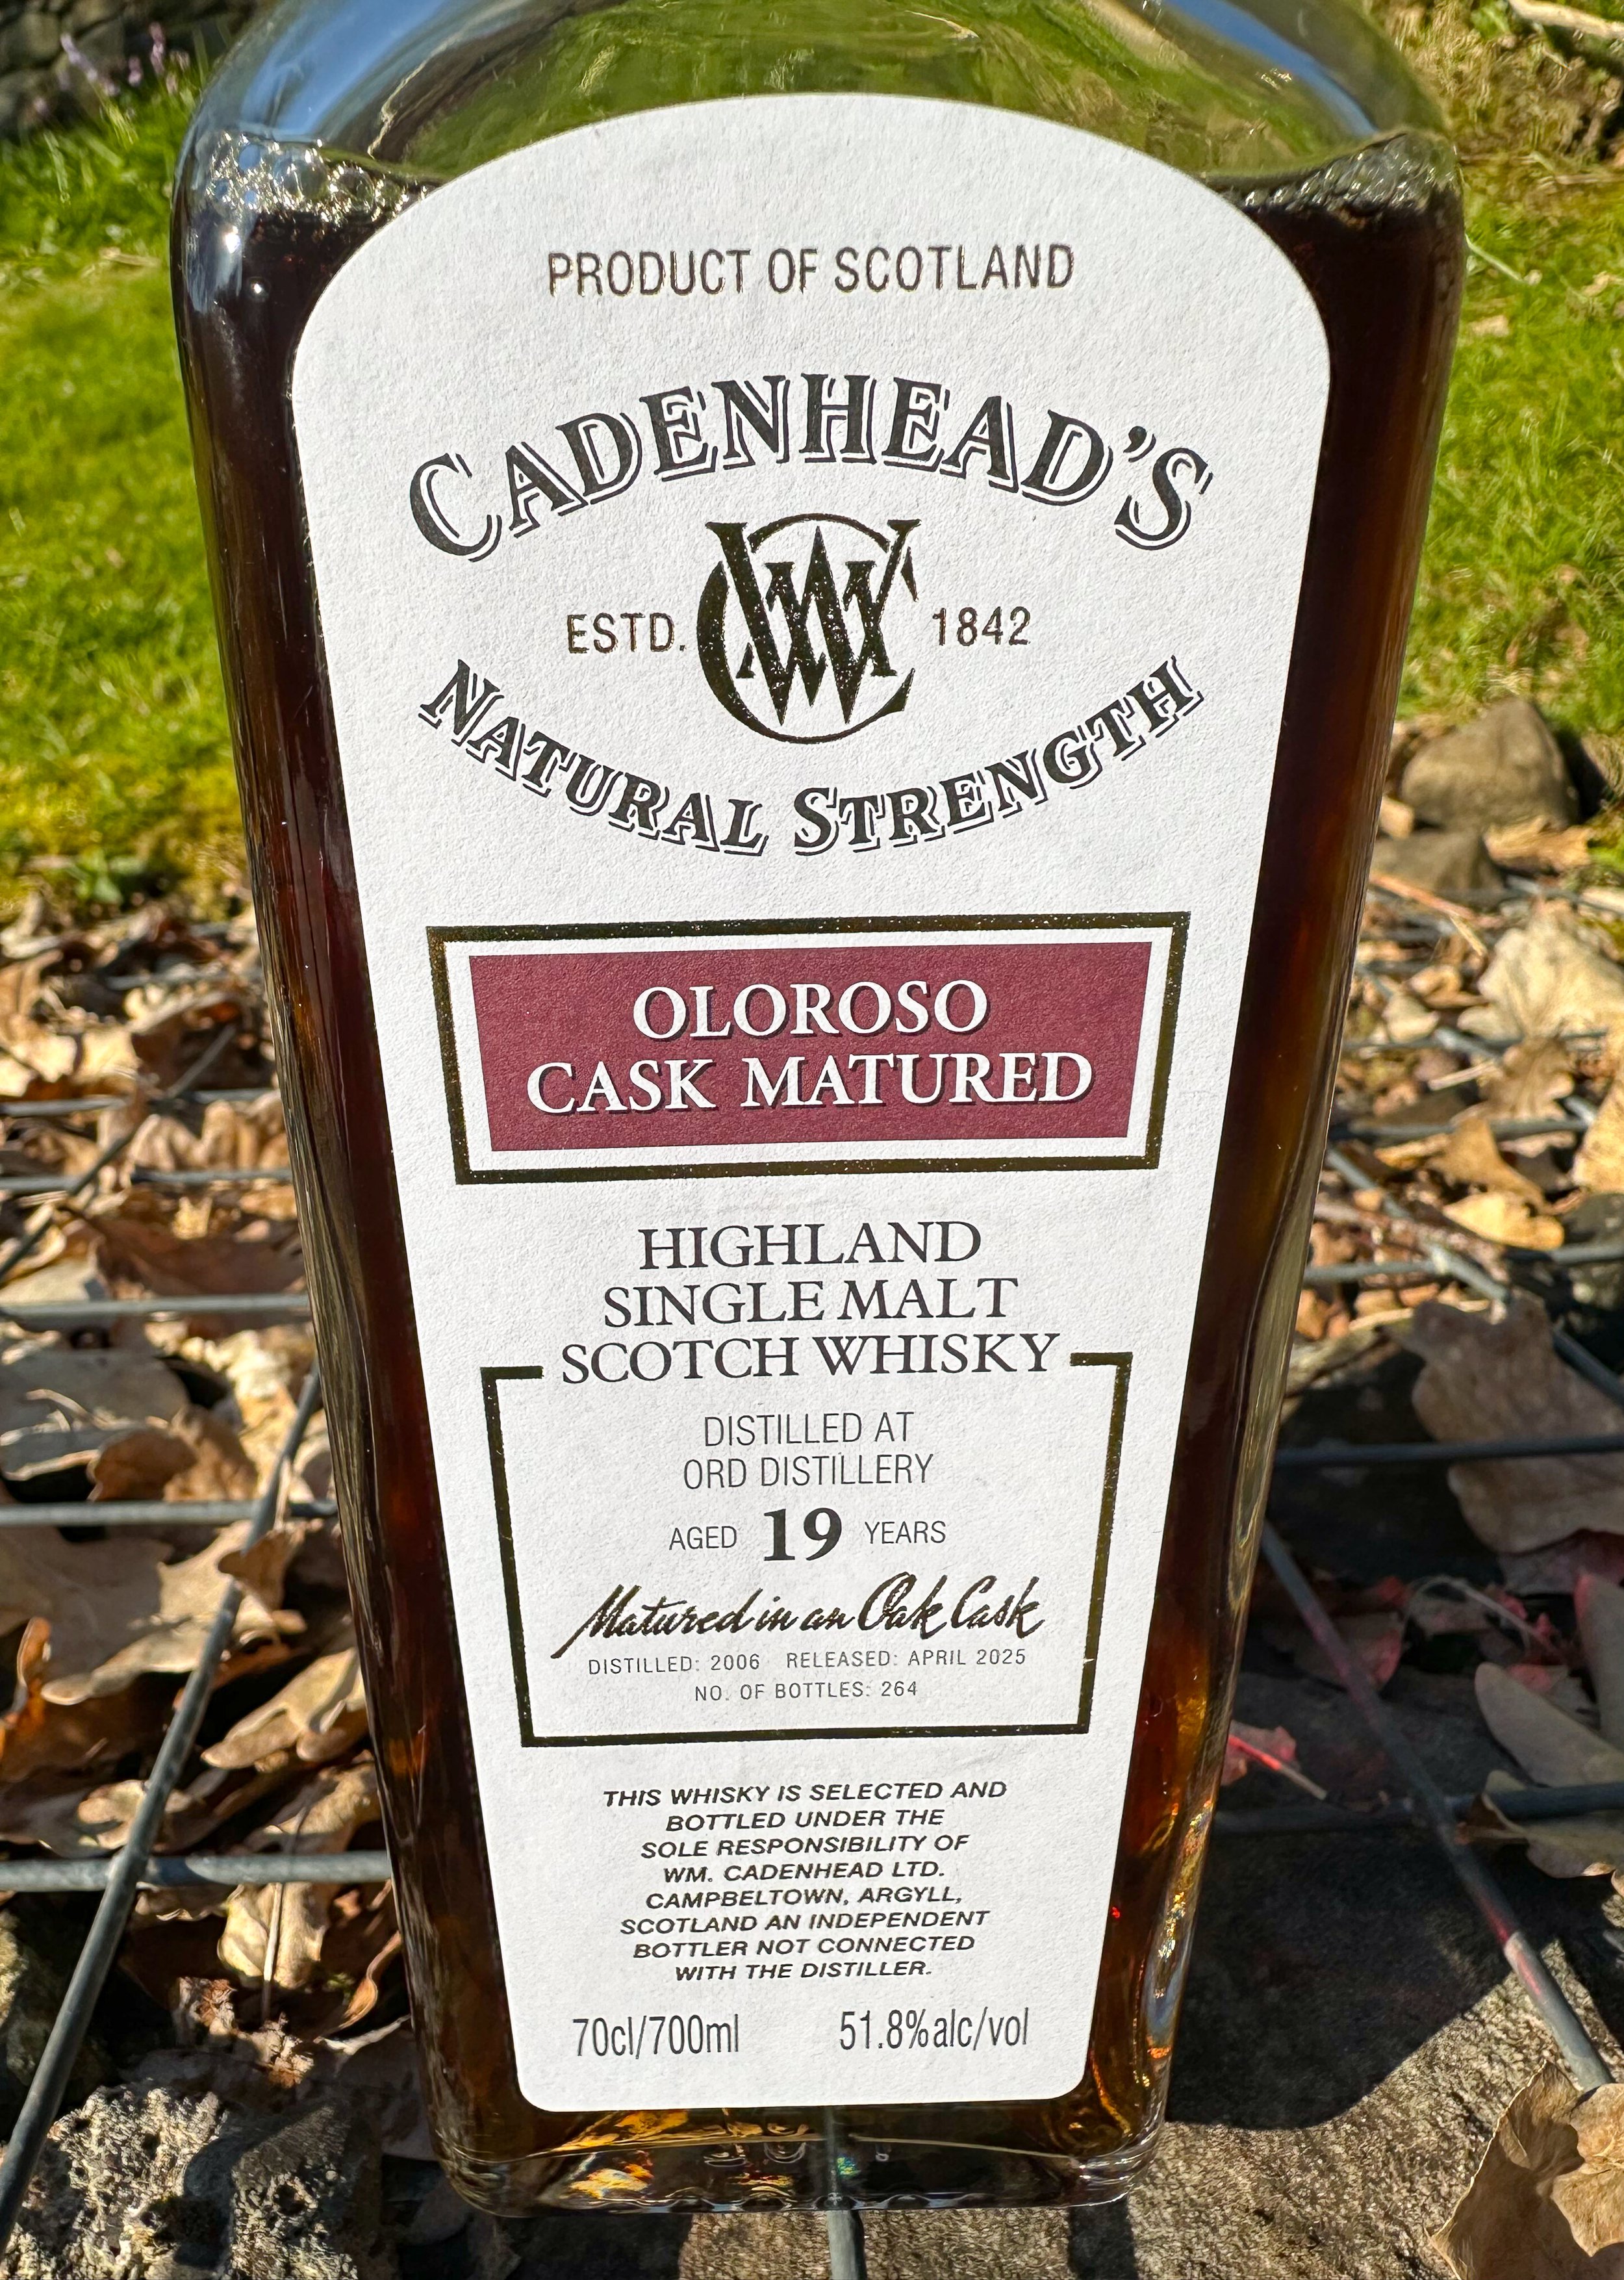 PRODUCT OF SCOTLAND
CADENHEAD'S
ESTD. WC 1842
NATURAL STRENGTH
OLOROSO
CASK MATURED
HIGHLAND
SINGLE MALT
SCOTCH WHISKY
DISTILLED AT
ORD DISTILLERY
AGED 19 YEARS
Matured in an Oak Cask
DISTILLED: 2006 RELEASED: APRIL 2025
NO. OF BOTTLES: 264
THIS WHISKY IS SELECTED AND
BOTTLED UNDER THE
SOLE RESPONSIBILITY OF
WM. CADENHEAD LTD.
CAMPBELTOWN, ARGYLL,
SCOTLAND AN INDEPENDENT
BOTTLER NOT CONNECTED
WITH THE DISTILLER.
70cl/700ml 51.8%alc/vol